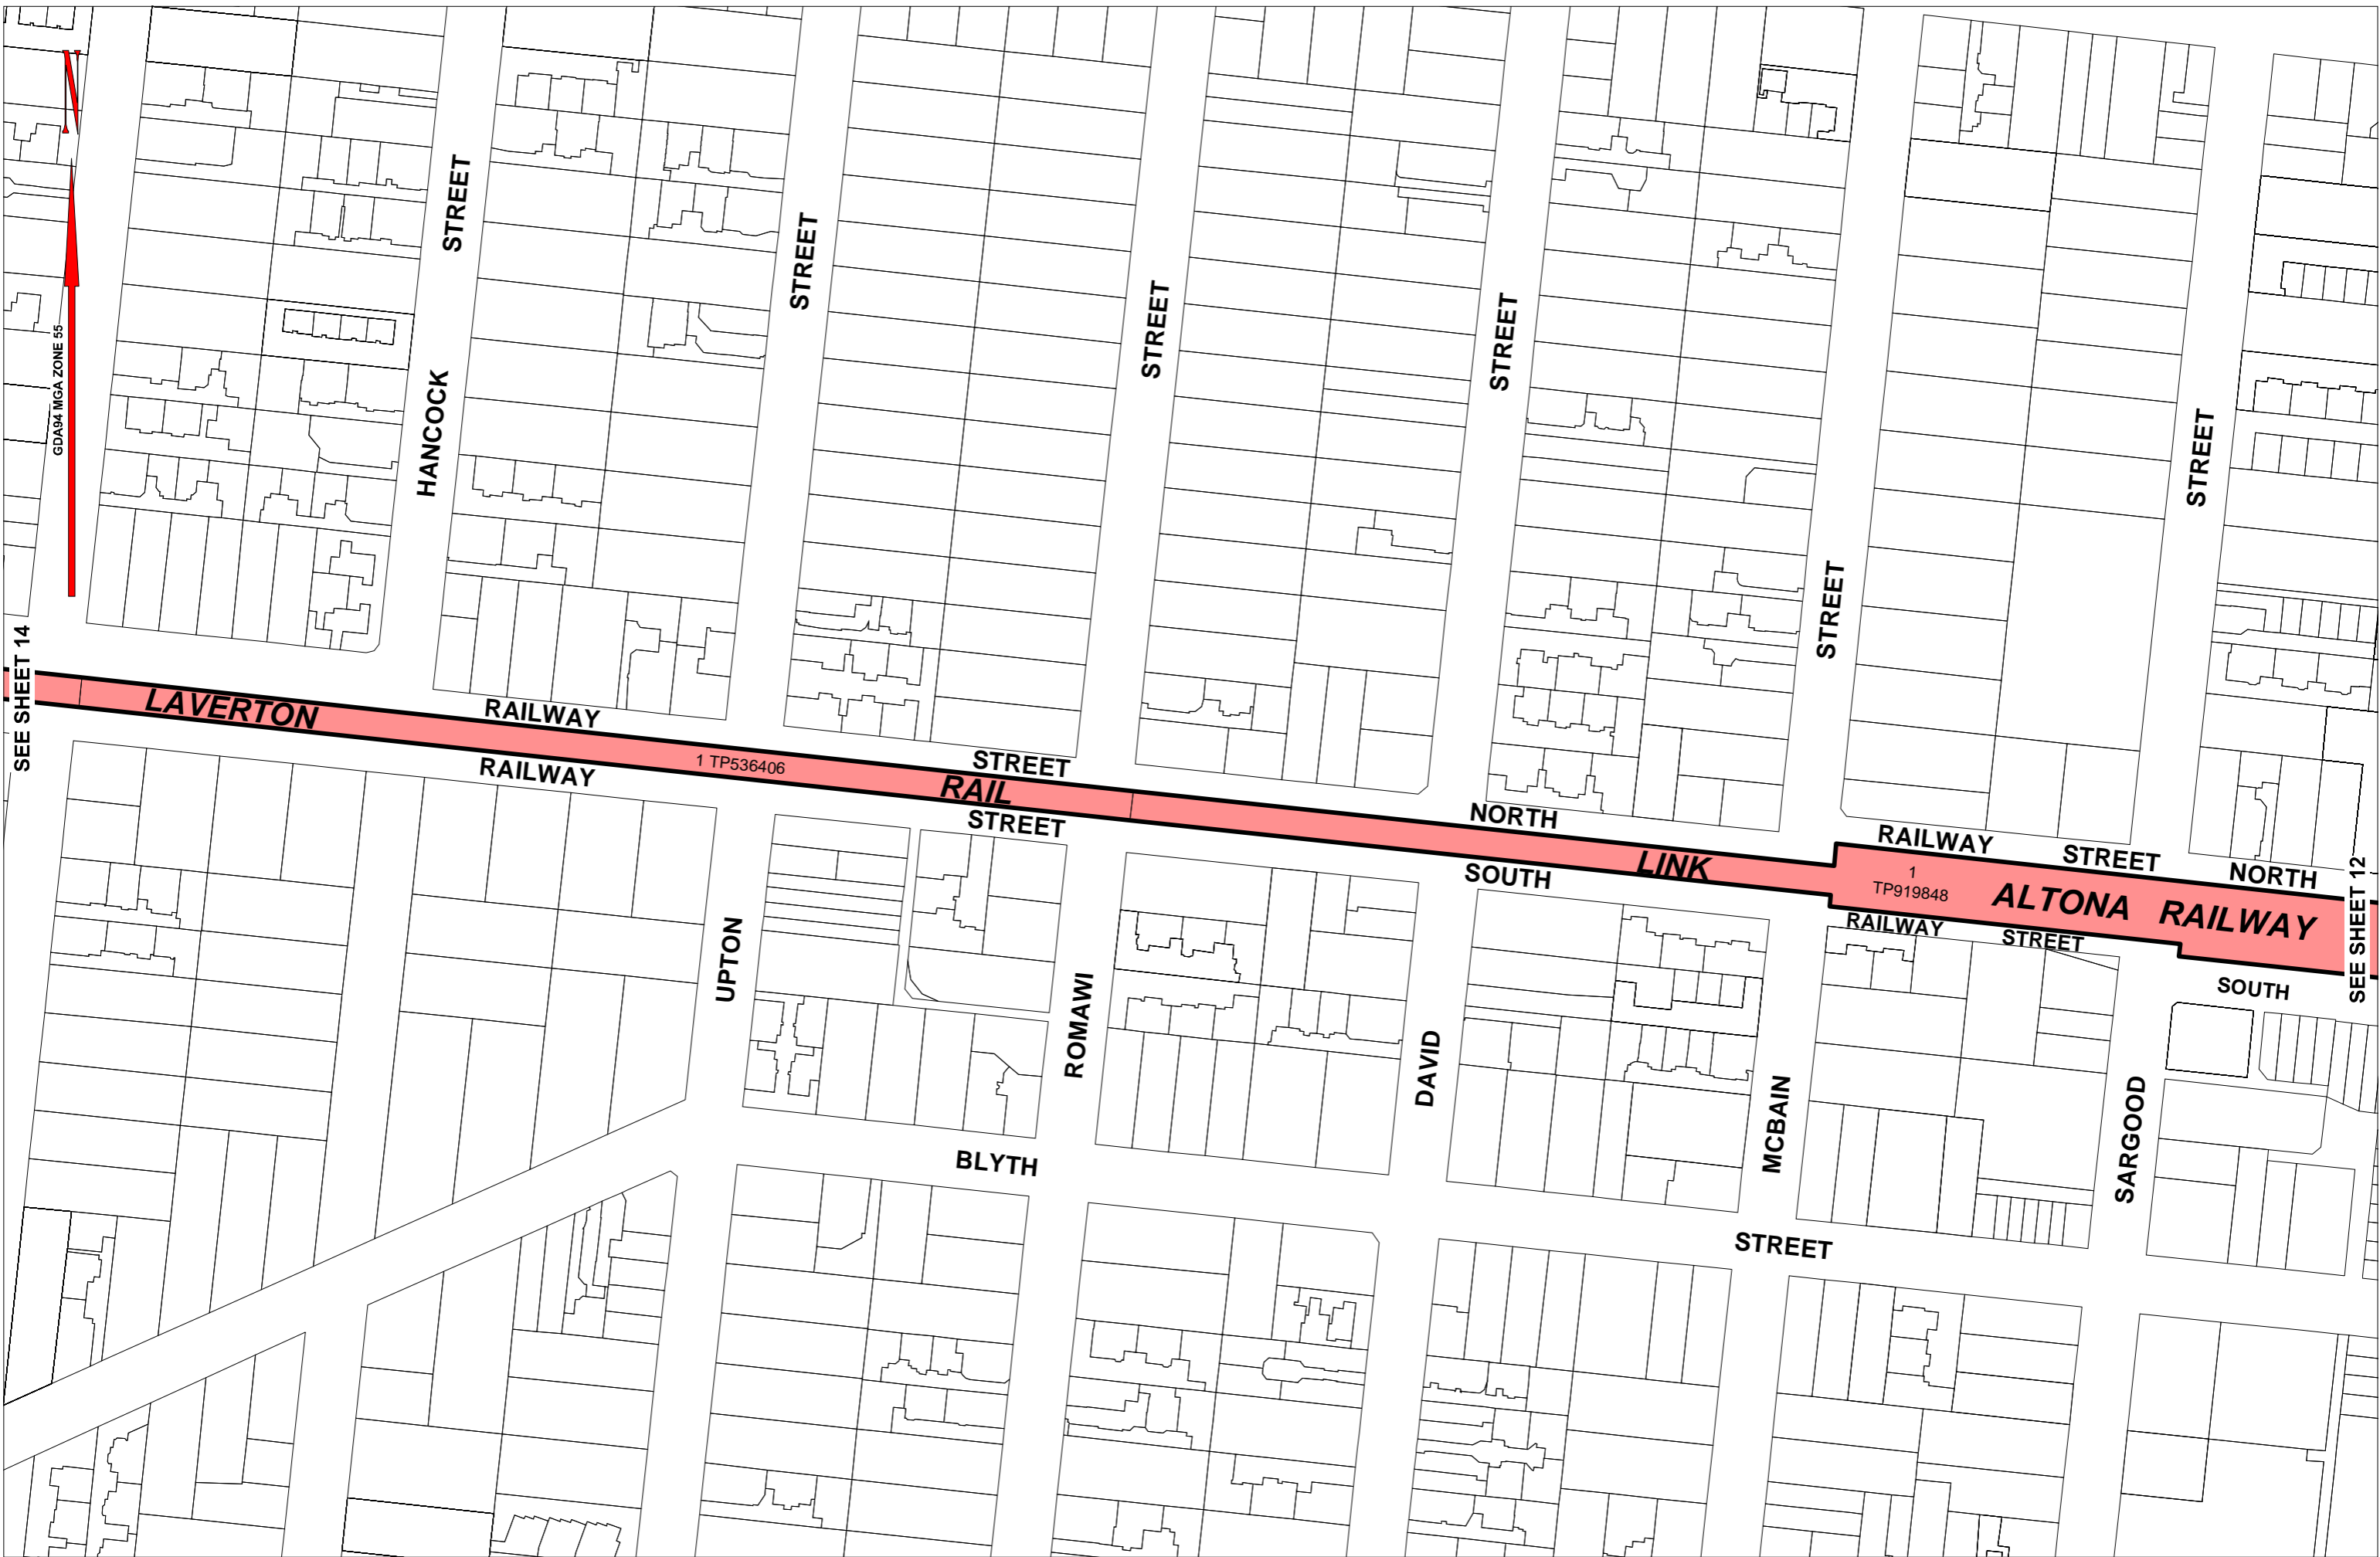 N
GDA94 MGA ZONE 55
STREET
HANCOCK
STREET
STREET
STREET
STREET
STREET
SEE SHEET 14
LAVERTON
RAILWAY
RAILWAY
1 TP536406
STREET
RAIL
STREET
NORTH
LINK
SOUTH
RAILWAY
STREET
NORTH
1
TP919848
ALTONA RAILWAY
RAILWAY
STREET
SOUTH
SEE SHEET 12
UPTON
ROMAWI
DAVID
MCBAIN
SARGOOD
BLYTH
STREET